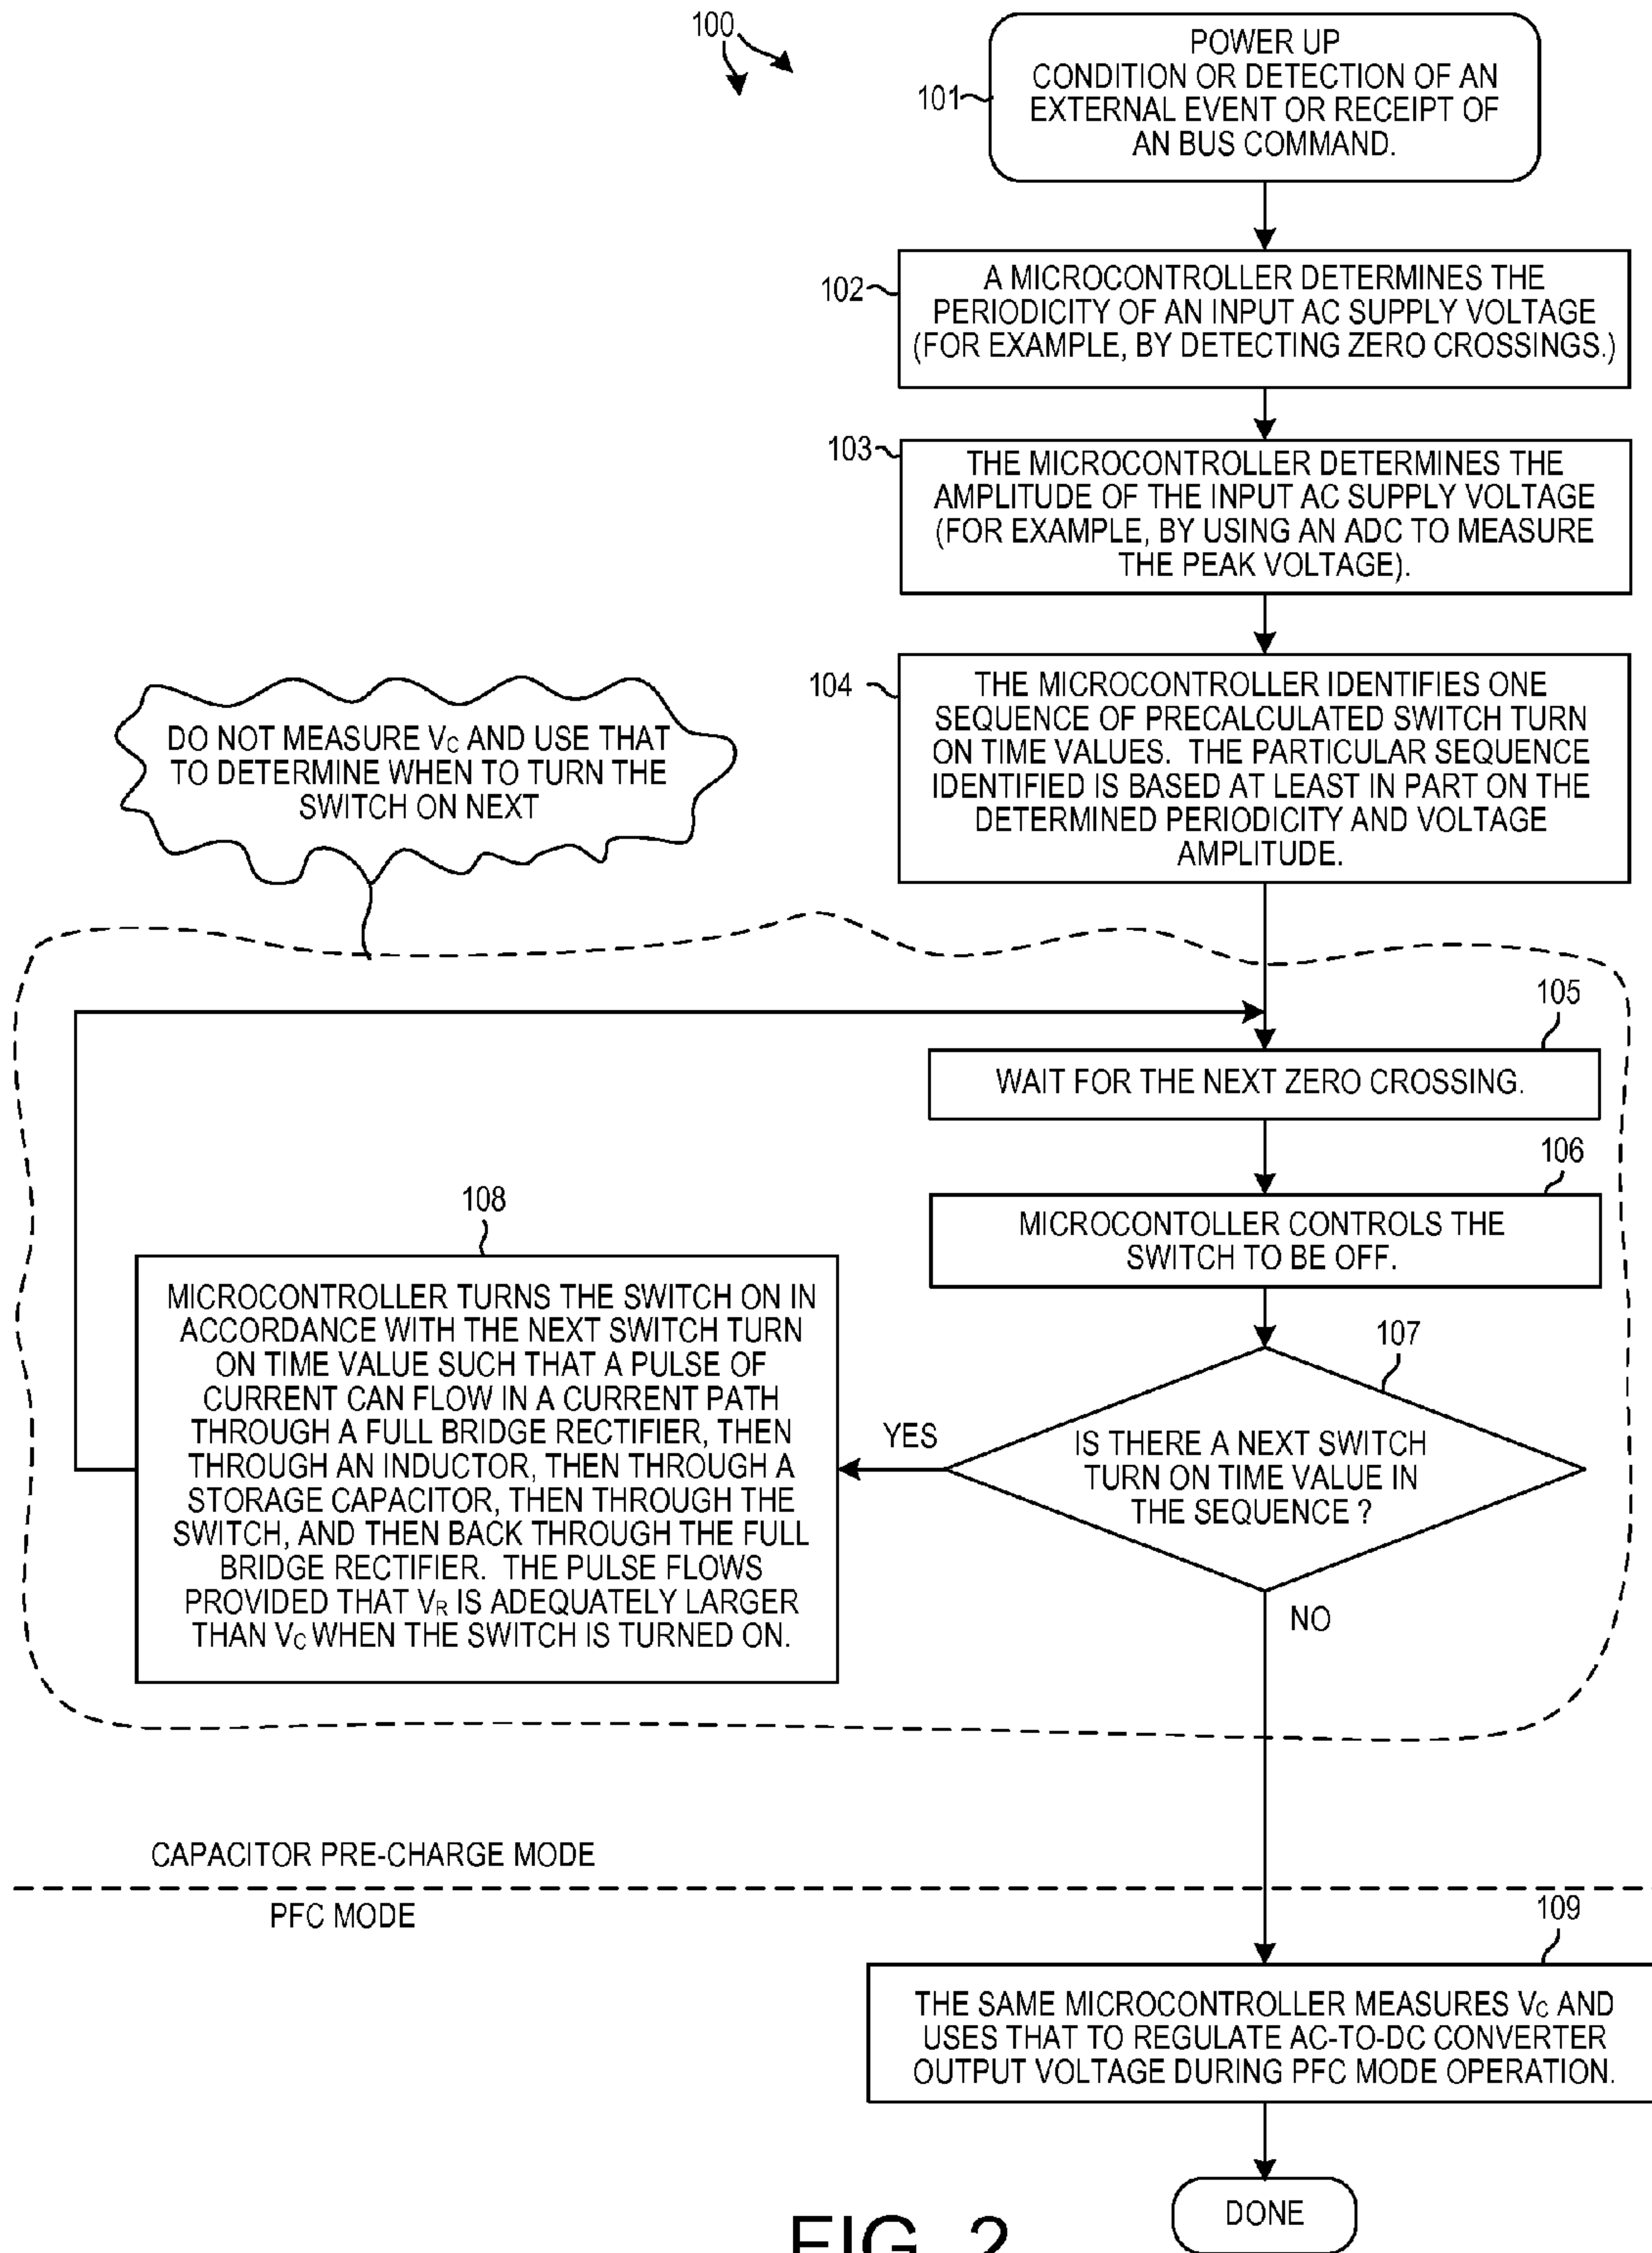 100
101
POWER UP
CONDITION OR DETECTION OF AN
EXTERNAL EVENT OR RECEIPT OF
AN BUS COMMAND.
102
A MICROCONTROLLER DETERMINES THE
PERIODICITY OF AN INPUT AC SUPPLY VOLTAGE
(FOR EXAMPLE, BY DETECTING ZERO CROSSINGS.)
103
THE MICROCONTROLLER DETERMINES THE
AMPLITUDE OF THE INPUT AC SUPPLY VOLTAGE
(FOR EXAMPLE, BY USING AN ADC TO MEASURE
THE PEAK VOLTAGE).
104
THE MICROCONTROLLER IDENTIFIES ONE
SEQUENCE OF PRECALCULATED SWITCH TURN
ON TIME VALUES. THE PARTICULAR SEQUENCE
IDENTIFIED IS BASED AT LEAST IN PART ON THE
DETERMINED PERIODICITY AND VOLTAGE
AMPLITUDE.
DO NOT MEASURE VC AND USE THAT
TO DETERMINE WHEN TO TURN THE
SWITCH ON NEXT
105
WAIT FOR THE NEXT ZERO CROSSING.
106
MICROCONTOLLER CONTROLS THE
SWITCH TO BE OFF.
107
IS THERE A NEXT SWITCH
TURN ON TIME VALUE IN
THE SEQUENCE ?
YES
NO
108
MICROCONTROLLER TURNS THE SWITCH ON IN
ACCORDANCE WITH THE NEXT SWITCH TURN
ON TIME VALUE SUCH THAT A PULSE OF
CURRENT CAN FLOW IN A CURRENT PATH
THROUGH A FULL BRIDGE RECTIFIER, THEN
THROUGH AN INDUCTOR, THEN THROUGH A
STORAGE CAPACITOR, THEN THROUGH THE
SWITCH, AND THEN BACK THROUGH THE FULL
BRIDGE RECTIFIER. THE PULSE FLOWS
PROVIDED THAT VR IS ADEQUATELY LARGER
THAN VC WHEN THE SWITCH IS TURNED ON.
CAPACITOR PRE-CHARGE MODE
PFC MODE
109
THE SAME MICROCONTROLLER MEASURES VC AND
USES THAT TO REGULATE AC-TO-DC CONVERTER
OUTPUT VOLTAGE DURING PFC MODE OPERATION.
DONE
FIG. 2